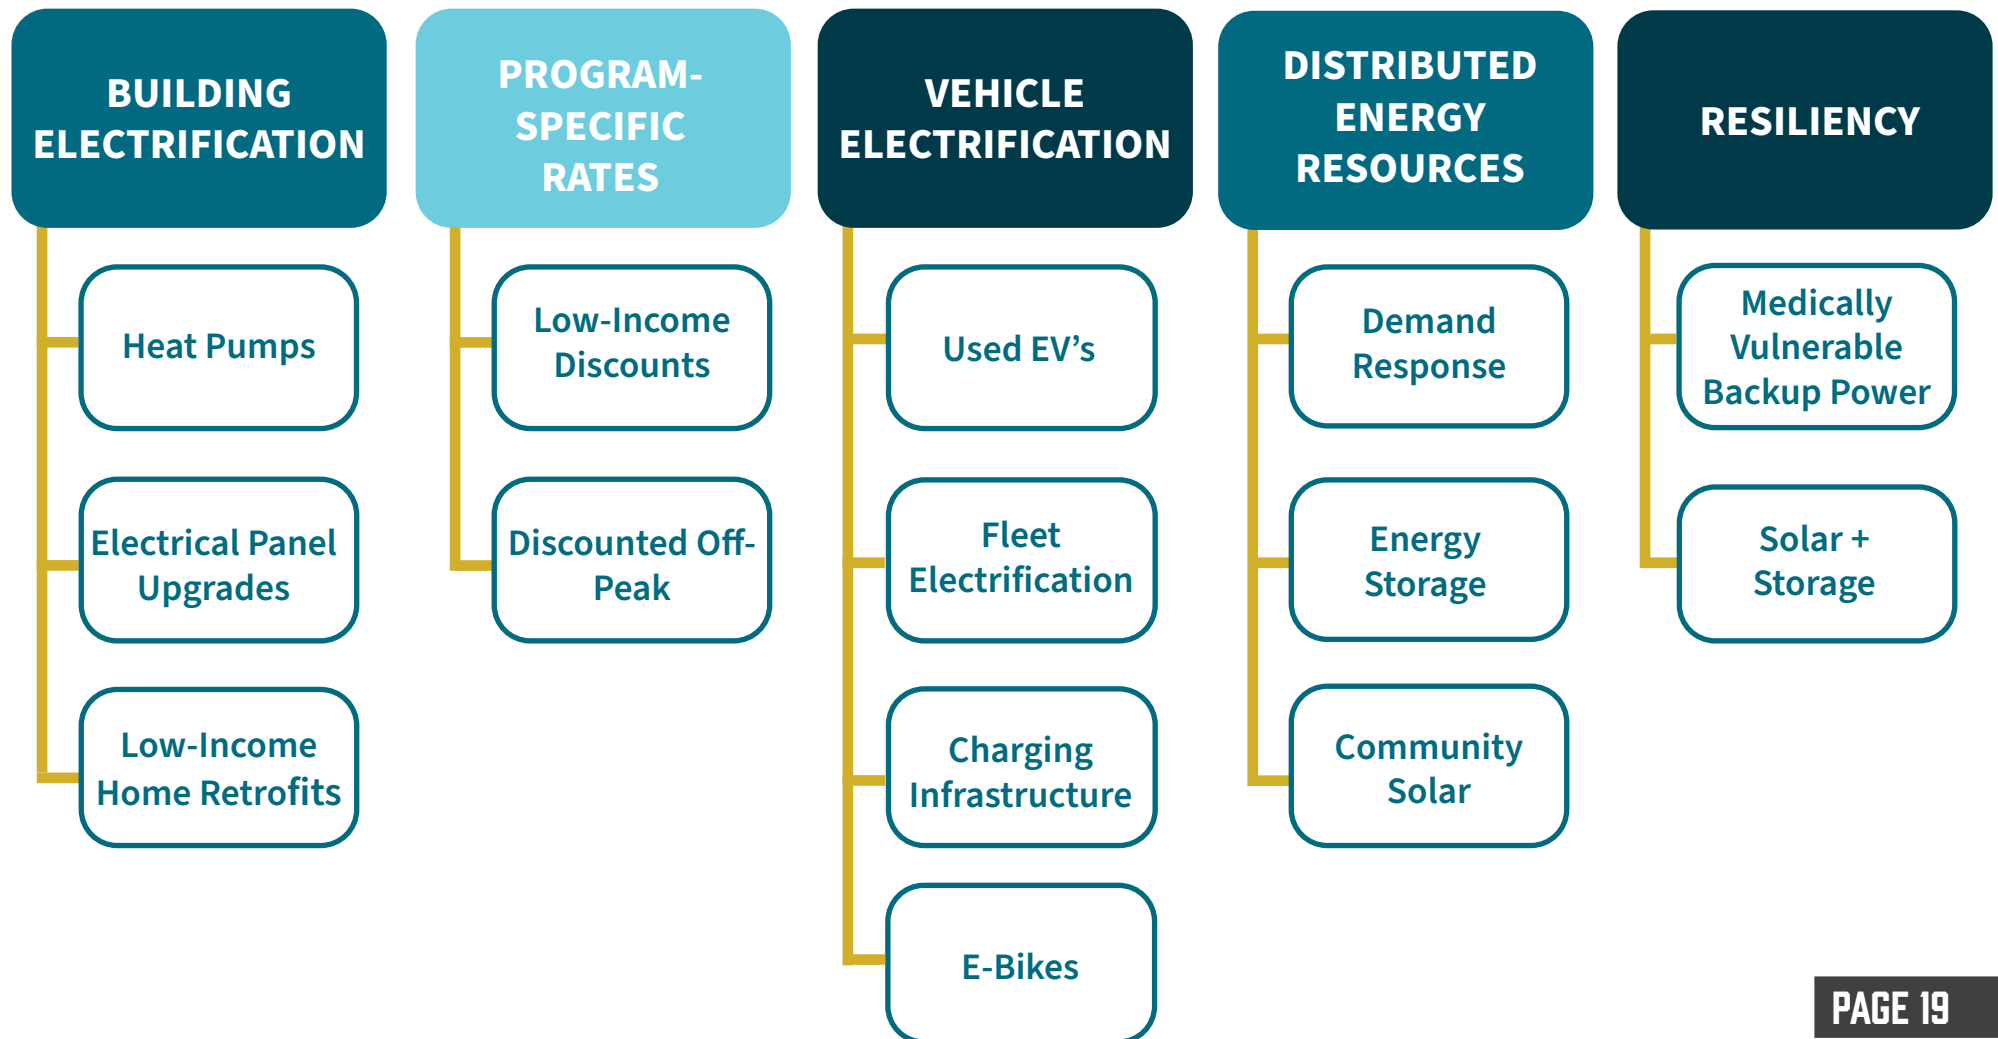 BUILDING
ELECTRIFICATION
Heat Pumps
Electrical Panel
Upgrades
Low-Income
Home Retrofits
PROGRAM-
SPECIFIC
RATES
Low-Income
Discounts
Discounted Off-
Peak
VEHICLE
ELECTRIFICATION
Used EV’s
Fleet
Electrification
Charging
Infrastructure
E-Bikes
DISTRIBUTED
ENERGY
RESOURCES
Demand
Response
Energy
Storage
Community
Solar
RESILIENCY
Medically
Vulnerable
Backup Power
Solar +
Storage
PAGE 19